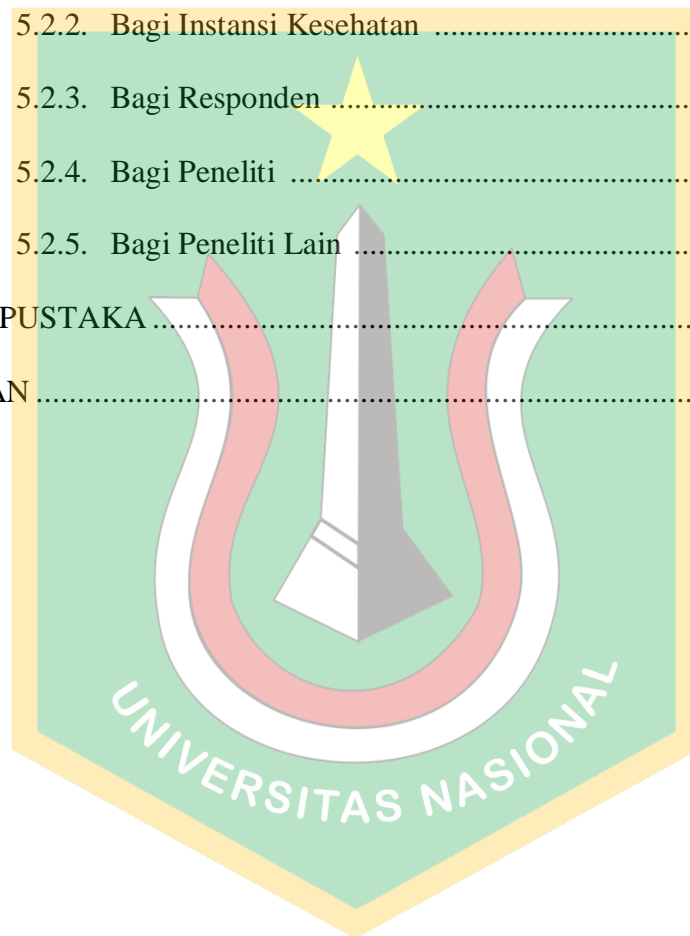 5.2.2. Bagi Instansi Kesehatan ..............................
5.2.3. Bagi Responden ..........................................
5.2.4. Bagi Peneliti ..............................................
5.2.5. Bagi Peneliti Lain .......................................
PUSTAKA ...............................................................
AN ..........................................................................
UNIVERSITAS NASIONAL